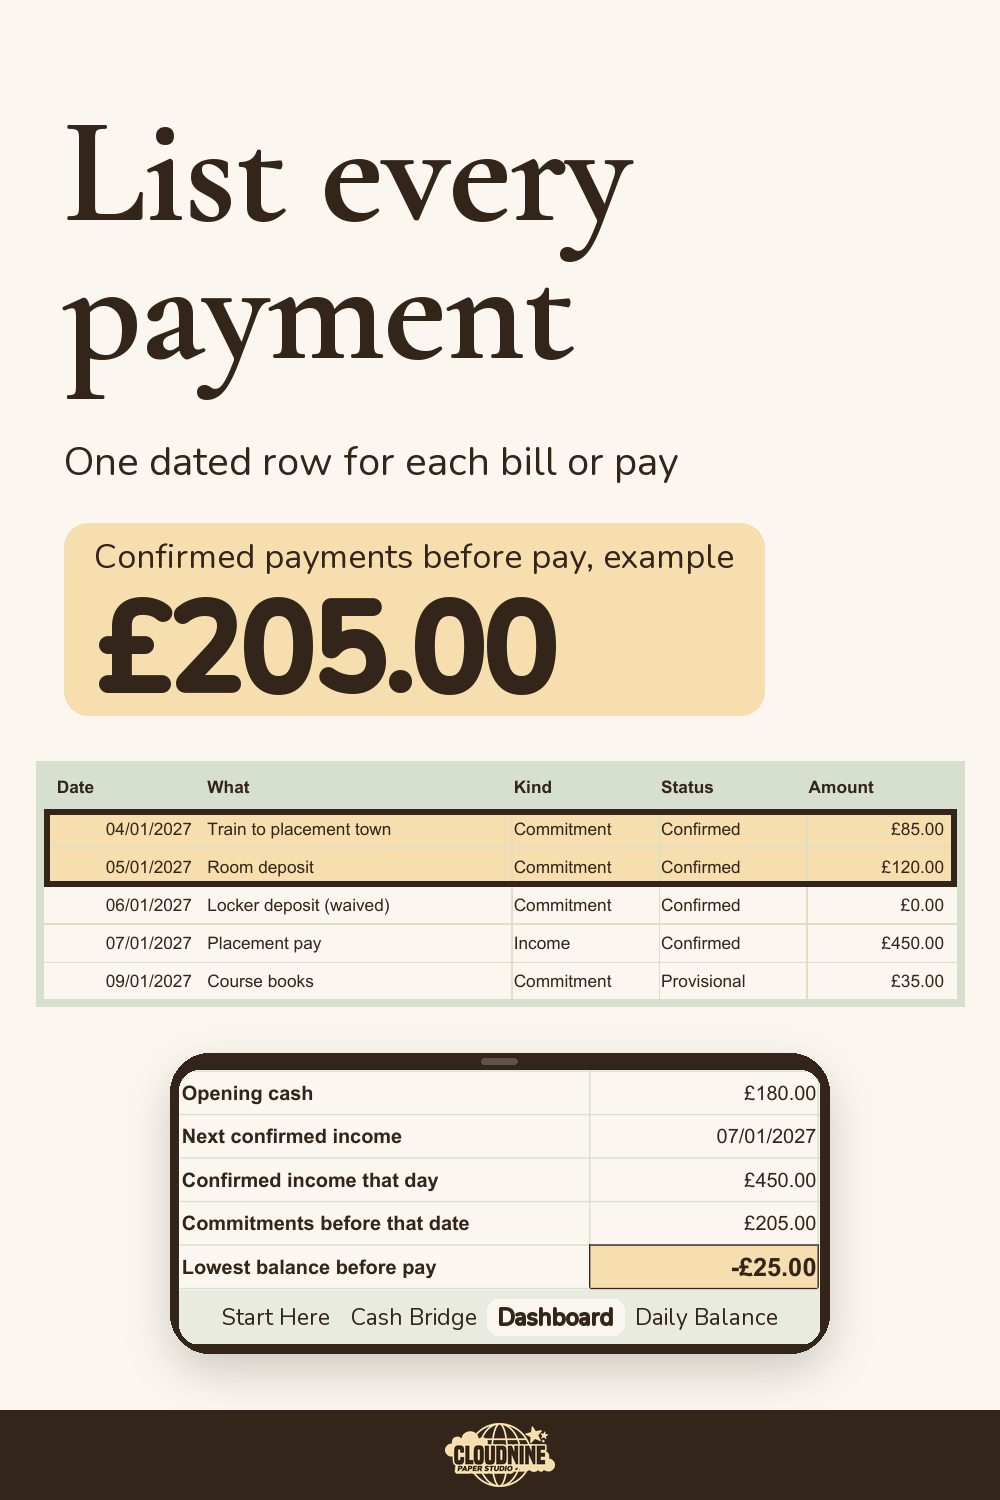 List every
payment
One dated row for each bill or pay
Confirmed payments before pay, example
£205.00
Date What Kind Status Amount
04/01/2027 Train to placement town Commitment Confirmed £85.00
05/01/2027 Room deposit Commitment Confirmed £120.00
06/01/2027 Locker deposit (waived) Commitment Confirmed £0.00
07/01/2027 Placement pay Income Confirmed £450.00
09/01/2027 Course books Commitment Provisional £35.00
Opening cash £180.00
Next confirmed income 07/01/2027
Confirmed income that day £450.00
Commitments before that date £205.00
Lowest balance before pay -£25.00
Start Here Cash Bridge Dashboard Daily Balance
CLOUDNINE
PAPER STUDIO